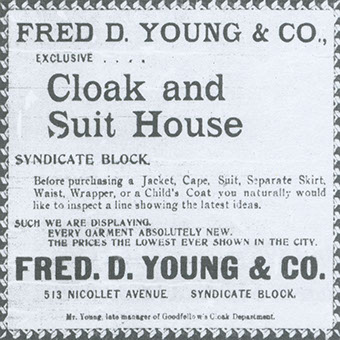 FRED D. YOUNG & CO.,
EXCLUSIVE . . . .
Cloak and
Suit House
SYNDICATE BLOCK.
Before purchasing a Jacket, Cape, Suit, Separate Skirt,
Waist, Wrapper, or a Child's Coat you naturally would
like to inspect a line showing the latest ideas.
SUCH WE ARE DISPLAYING.
EVERY GARMENT ABSOLUTELY NEW.
THE PRICES THE LOWEST EVER SHOWN IN THE CITY.
FRED. D. YOUNG & CO.
513 NICOLLET AVENUE. SYNDICATE BLOCK.
Mr. Young, late manager of Goodfellow's Cloak Department.